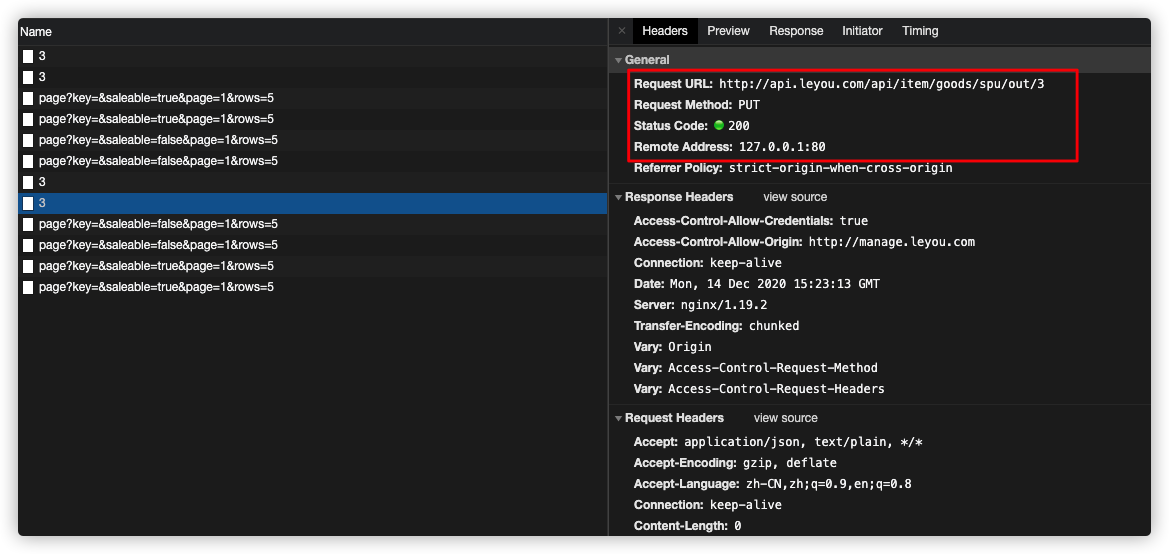 Name
3
3
page?key=&saleable=true&page=1&rows=5
page?key=&saleable=true&page=1&rows=5
page?key=&saleable=false&page=1&rows=5
page?key=&saleable=false&page=1&rows=5
3
3
page?key=&saleable=false&page=1&rows=5
page?key=&saleable=false&page=1&rows=5
page?key=&saleable=true&page=1&rows=5
page?key=&saleable=true&page=1&rows=5
× Headers Preview Response Initiator Timing
General
Request URL: http://api.leyou.com/api/item/goods/spu/out/3
Request Method: PUT
Status Code: 200
Remote Address: 127.0.0.1:80
Referrer Policy: strict-origin-when-cross-origin
Response Headers view source
Access-Control-Allow-Credentials: true
Access-Control-Allow-Origin: http://manage.leyou.com
Connection: keep-alive
Date: Mon, 14 Dec 2020 15:23:13 GMT
Server: nginx/1.19.2
Transfer-Encoding: chunked
Vary: Origin
Vary: Access-Control-Request-Method
Vary: Access-Control-Request-Headers
Request Headers view source
Accept: application/json, text/plain, */*
Accept-Encoding: gzip, deflate
Accept-Language: zh-CN,zh;q=0.9,en;q=0.8
Connection: keep-alive
Content-Length: 0